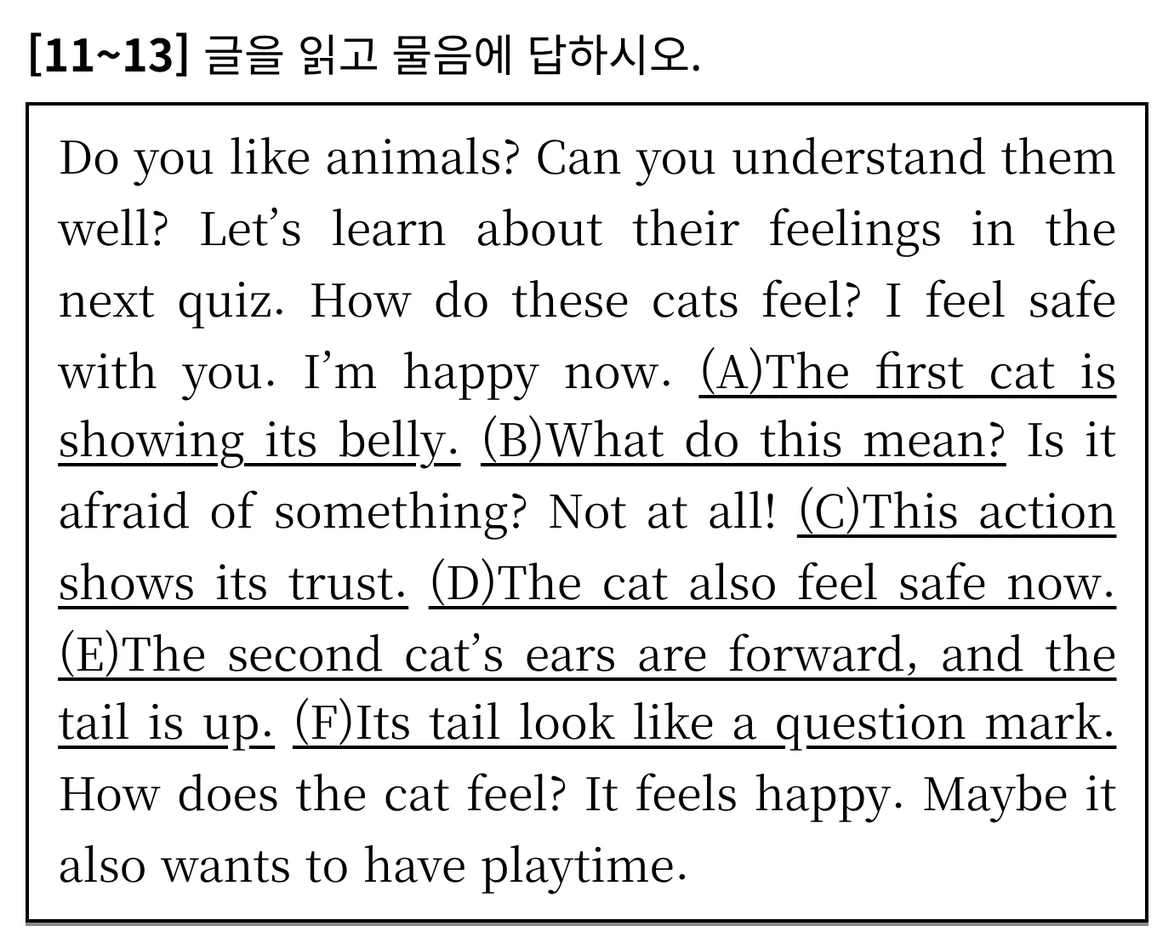 [11~13] 글을 읽고 물음에 답하시오.
Do you like animals? Can you understand them
well? Let’s learn about their feelings in the
next quiz. How do these cats feel? I feel safe
with you. I’m happy now. (A)The first cat is
showing its belly. (B)What do this mean? Is it
afraid of something? Not at all! (C)This action
shows its trust. (D)The cat also feel safe now.
(E)The second cat’s ears are forward, and the
tail is up. (F)Its tail look like a question mark.
How does the cat feel? It feels happy. Maybe it
also wants to have playtime.